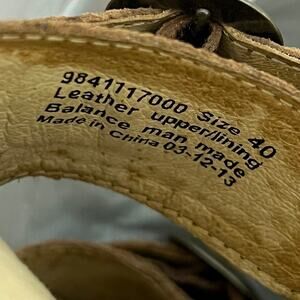 9841117000 Size 40
Leather upper/lining
Balance man made
Made in China 03-12-13